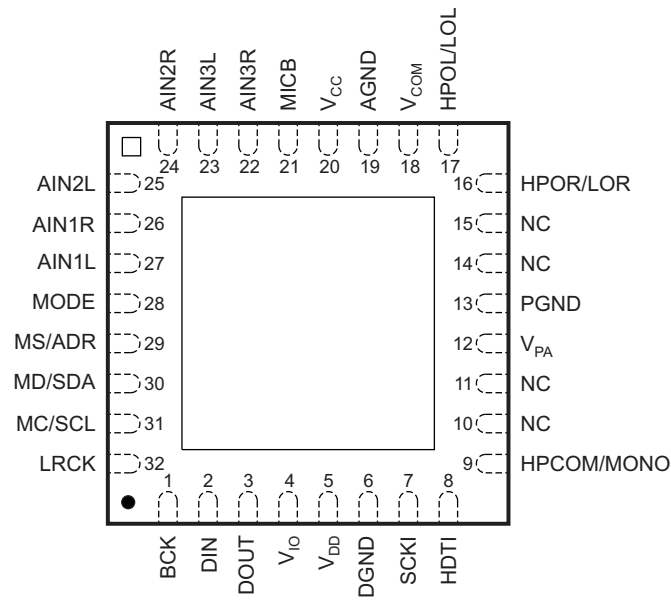 AIN2R
AIN3L
AIN3R
MICB
VCC
AGND
VCOM
HPOL/LOL
24 23 22 21 20 19 18 17
AIN2L 25 16 HPOR/LOR
AIN1R 26 15 NC
AIN1L 27 14 NC
MODE 28 13 PGND
MS/ADR 29 12 VPA
MD/SDA 30 11 NC
MC/SCL 31 10 NC
LRCK 32 9 HPCOM/MONO
1 2 3 4 5 6 7 8
BCK
DIN
DOUT
VIO
VDD
DGND
SCKI
HDTI